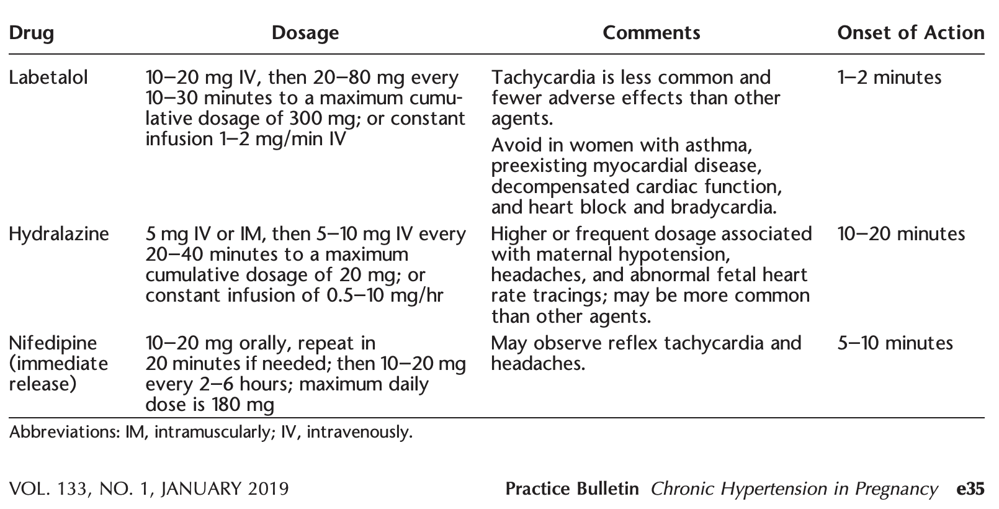 Drug Dosage Comments Onset of Action
Labetalol 10–20 mg IV, then 20–80 mg every Tachycardia is less common and 1–2 minutes
10–30 minutes to a maximum cumu- fewer adverse effects than other
lative dosage of 300 mg; or constant agents.
infusion 1–2 mg/min IV
Avoid in women with asthma,
preexisting myocardial disease,
decompensated cardiac function,
and heart block and bradycardia.
Hydralazine 5 mg IV or IM, then 5–10 mg IV every Higher or frequent dosage associated 10–20 minutes
20–40 minutes to a maximum with maternal hypotension,
cumulative dosage of 20 mg; or headaches, and abnormal fetal heart
constant infusion of 0.5–10 mg/hr rate tracings; may be more common
than other agents.
Nifedipine 10–20 mg orally, repeat in May observe reflex tachycardia and 5–10 minutes
(immediate 20 minutes if needed; then 10–20 mg headaches.
release) every 2–6 hours; maximum daily
dose is 180 mg
Abbreviations: IM, intramuscularly; IV, intravenously.
VOL. 133, NO. 1, JANUARY 2019 Practice Bulletin Chronic Hypertension in Pregnancy e35